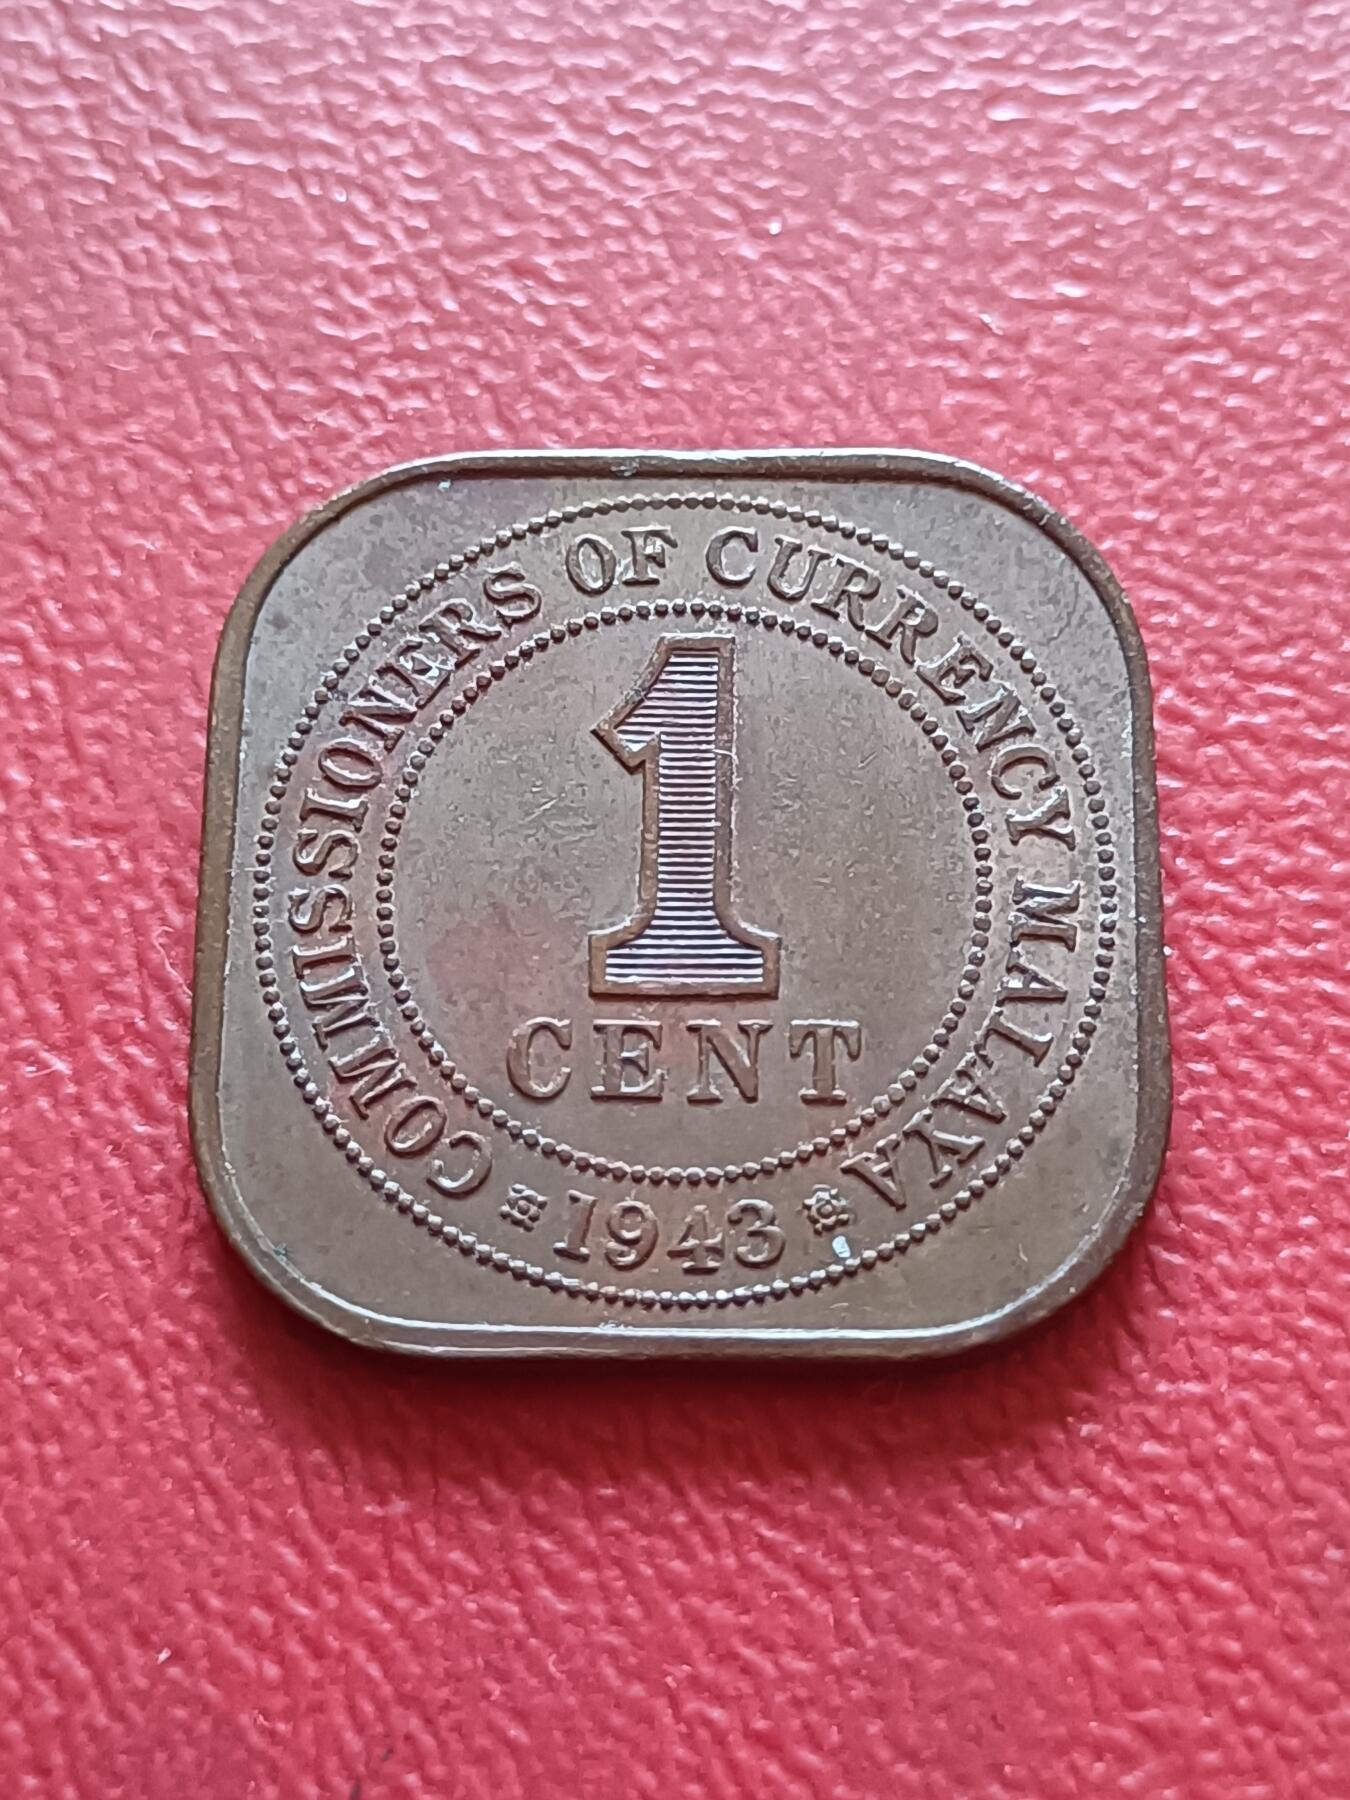 COMMISSIONERS OF CURRENCY MALAYA
1
CENT
1943